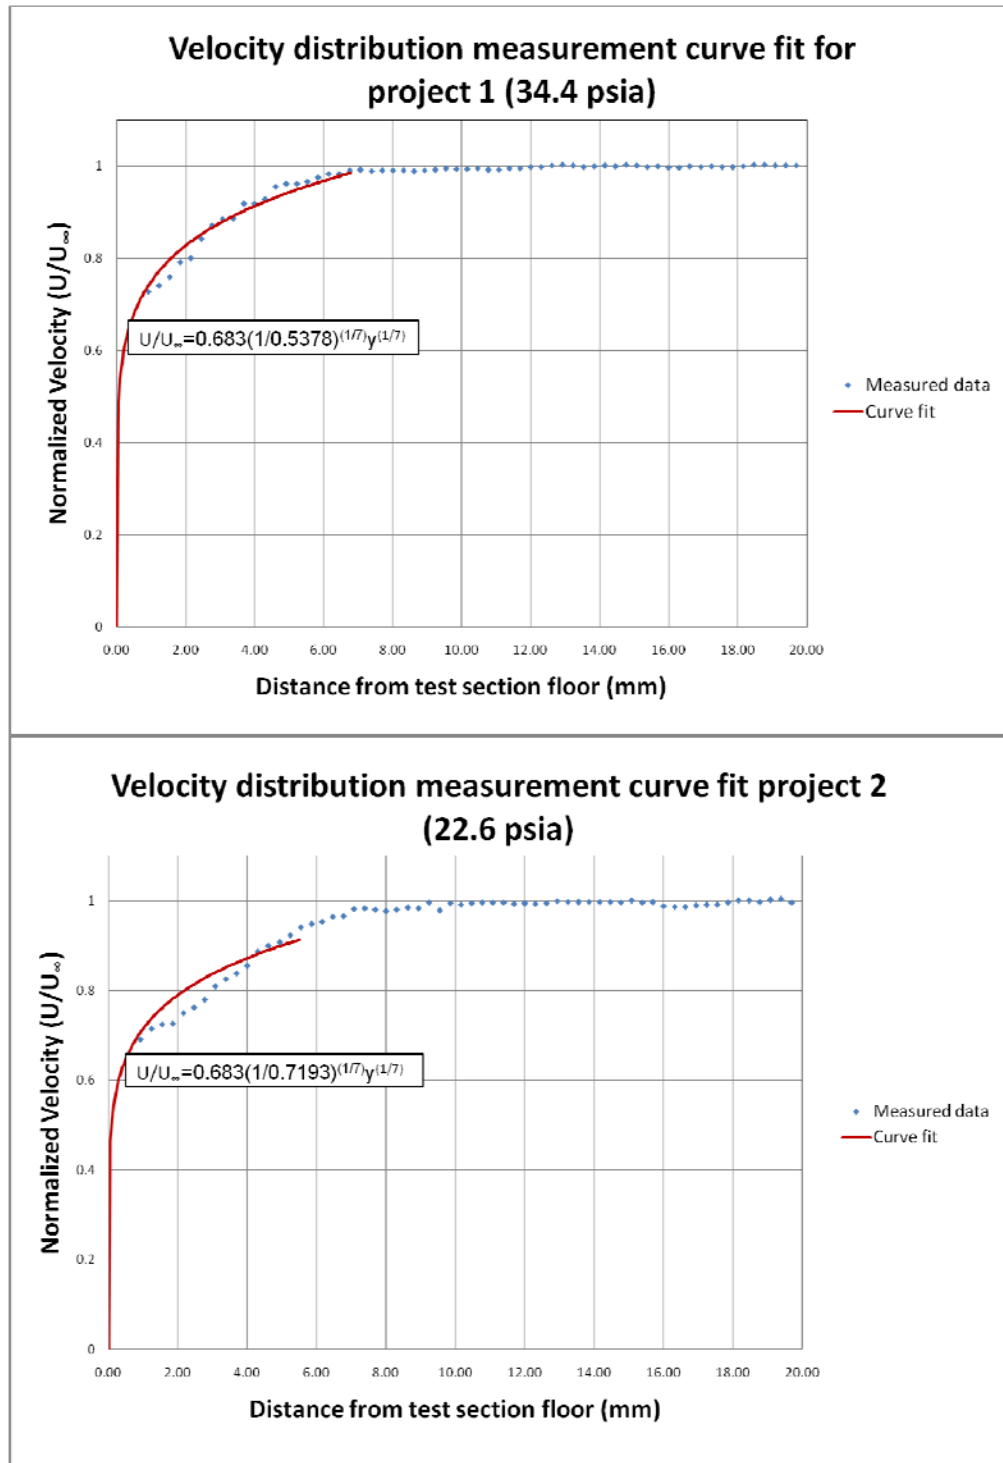 Velocity distribution measurement curve fit for
project 1 (34.4 psia)
1
0.8
0.6
0.4
0.2
0
Normalized Velocity (U/U∞)
U/U∞=0.683(1/0.5378)^(1/7)y^(1/7)
Measured data
Curve fit
0.00 2.00 4.00 6.00 8.00 10.00 12.00 14.00 16.00 18.00 20.00
Distance from test section floor (mm)
Velocity distribution measurement curve fit project 2
(22.6 psia)
1
0.8
0.6
0.4
0.2
0
Normalized Velocity (U/U∞)
U/U∞=0.683(1/0.7193)^(1/7)y^(1/7)
Measured data
Curve fit
0.00 2.00 4.00 6.00 8.00 10.00 12.00 14.00 16.00 18.00 20.00
Distance from test section floor (mm)